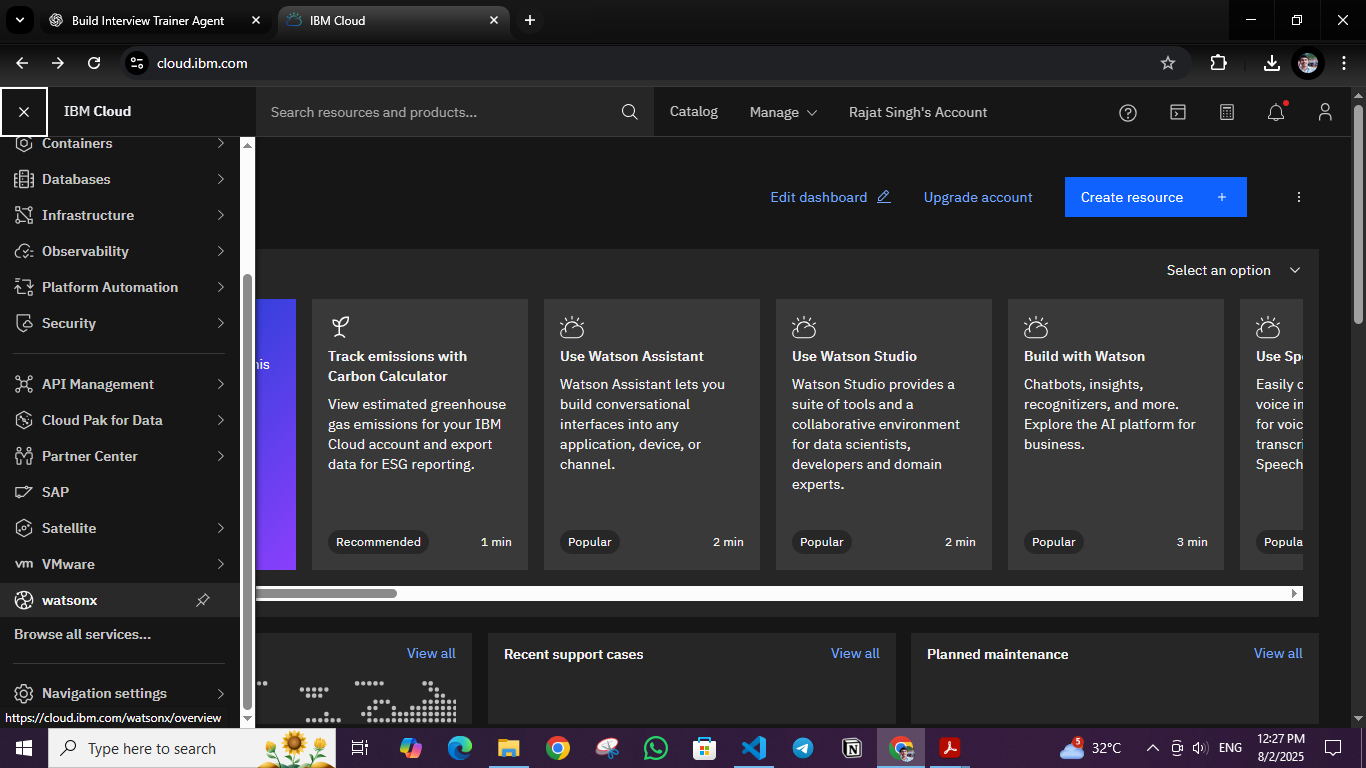 Build Interview Trainer Agent
IBM Cloud
cloud.ibm.com
IBM Cloud
Search resources and products...
Catalog
Manage
Rajat Singh's Account
Containers
Databases
Infrastructure
Observability
Platform Automation
Security
API Management
Cloud Pak for Data
Partner Center
SAP
Satellite
vm VMware
watsonx
Browse all services...
Navigation settings
https://cloud.ibm.com/watsonx/overview
Edit dashboard
Upgrade account
Create resource +
Select an option
Track emissions with
Carbon Calculator
View estimated greenhouse
gas emissions for your IBM
Cloud account and export
data for ESG reporting.
Recommended
1 min
Use Watson Assistant
Watson Assistant lets you
build conversational
interfaces into any
application, device, or
channel.
Popular
2 min
Use Watson Studio
Watson Studio provides a
suite of tools and a
collaborative environment
for data scientists,
developers and domain
experts.
Popular
2 min
Build with Watson
Chatbots, insights,
recognizers, and more.
Explore the AI platform for
business.
Popular
3 min
Use
Easily
voice
for
Speech
View all
Recent support cases
View all
Planned maintenance
View all
Type here to search
5
32°C
ENG
12:27 PM
8/2/2025